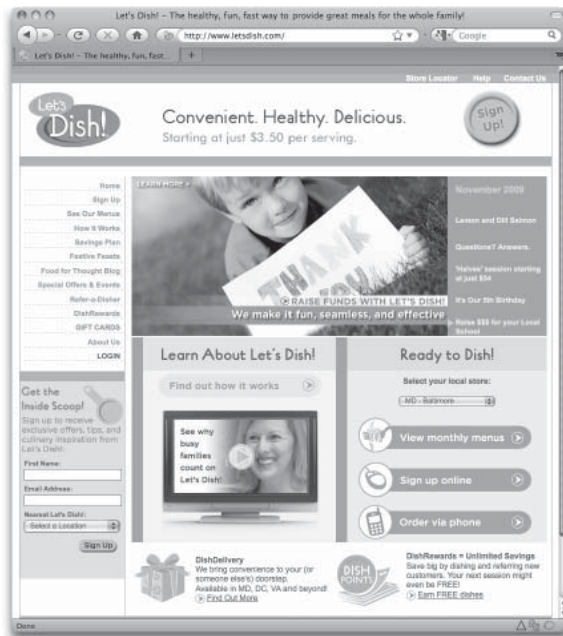 Let's Dish! – The healthy, fun, fast way to provide great meals for the whole family!
http://www.letsdish.com/
Google
Let's Dish! – The healthy, fun, fast...
Store Locator Help Contact Us
Let's
Dish!
Convenient. Healthy. Delicious.
Starting at just $3.50 per serving.
Sign
Up!
Home
Sign Up
See Our Menus
How It Works
Savings Plan
Festive Feasts
Food for Thought Blog
Special Offers & Events
Refer-a-Disher
DishRewards
GIFT CARDS
About Us
LOGIN
LEARN MORE >
THANK
YOU
RAISE FUNDS WITH LET'S DISH!
We make it fun, seamless, and effective
November 2009
Lemon and Dill Salmon
Questions? Answers.
'Halves' session starting
at just $84
It's Our 5th Birthday
Raise $$$ for your Local
School
Get the
Inside Scoop!
Sign up to receive
exclusive offers, tips, and
culinary inspiration from
Let's Dish!
First Name:
Email Address:
Nearest Let's Dish!:
Select a Location
Sign Up
Learn About Let's Dish!
Find out how it works
See why
busy
families
count on
Let's Dish!
Ready to Dish!
Select your local store:
MD - Baltimore
View monthly menus
Sign up online
Order via phone
DishDelivery
We bring convenience to your (or
someone else's) doorstep.
Available in MD, DC, VA and beyond!
Find Out More
DISH
POINTS
DishRewards = Unlimited Savings
Save big by dishing and referring new
customers. Your next session might
even be FREE!
Earn FREE dishes
Done